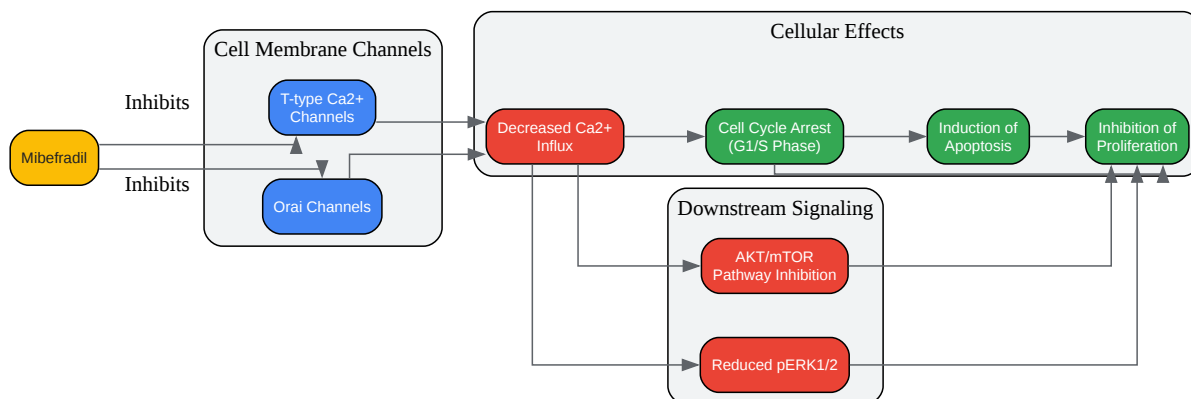 Cellular Effects
Cell Membrane Channels
Inhibits
T-type Ca2+
Channels
Decreased Ca2+
Influx
Cell Cycle Arrest
(G1/S Phase)
Induction of
Apoptosis
Inhibition of
Proliferation
Mibefradil
Inhibits
Orai Channels
Downstream Signaling
AKT/mTOR
Pathway Inhibition
Reduced pERK1/2